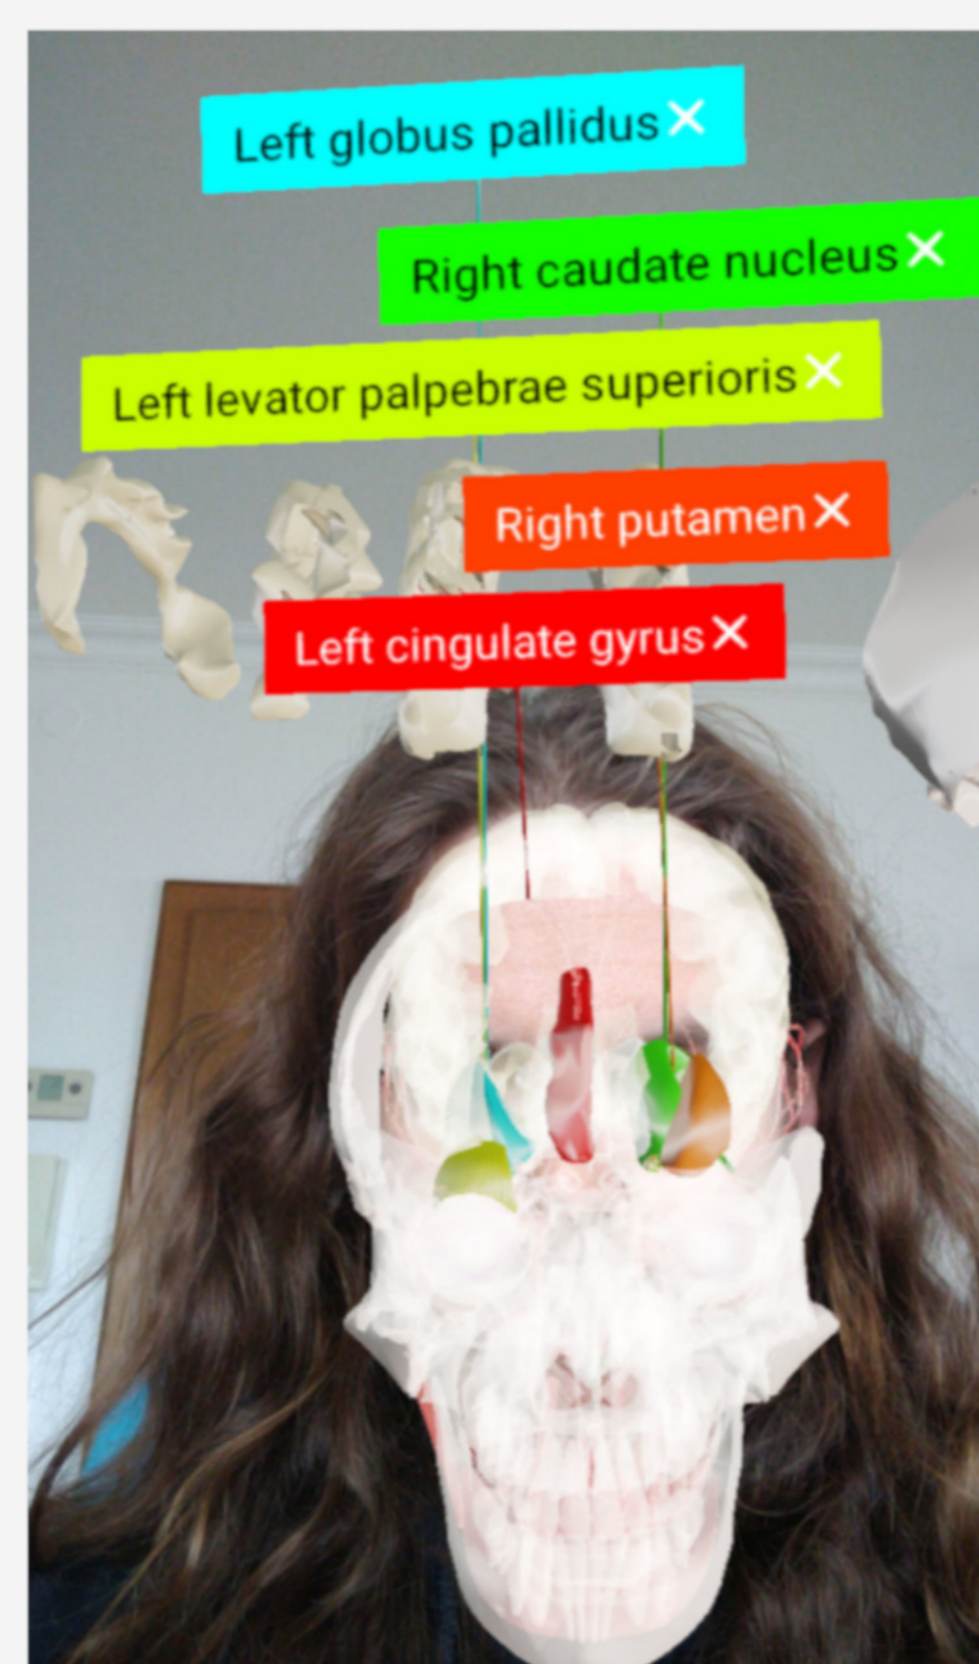 Left globus pallidus
Right caudate nucleus
Left levator palpebrae superioris
Right putamen
Left cingulate gyrus